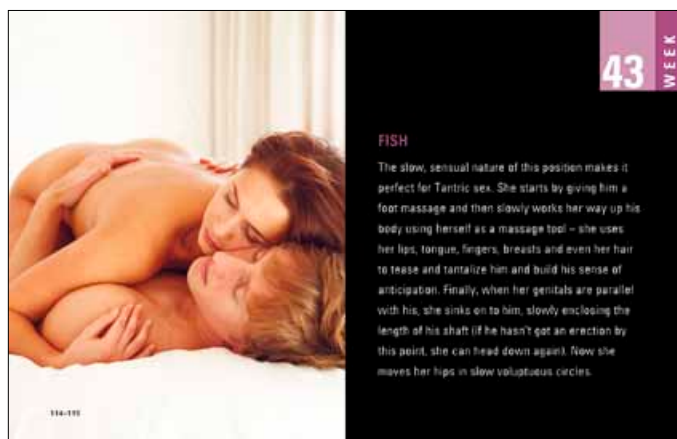 43
WEEK
FISH
The slow, sensual nature of this position makes it
perfect for Tantric sex. She starts by giving him a
foot massage and then slowly works her way up his
body using herself as a massage tool – she uses
her lips, tongue, fingers, breasts and even her hair
to tease and tantalize him and build his sense of
anticipation. Finally, when her genitals are parallel
with his, she sinks on to him, slowly enclosing the
length of his shaft (if he hasn't got an erection by
this point, she can head down again). Now she
moves her hips in slow voluptuous circles.
114–115